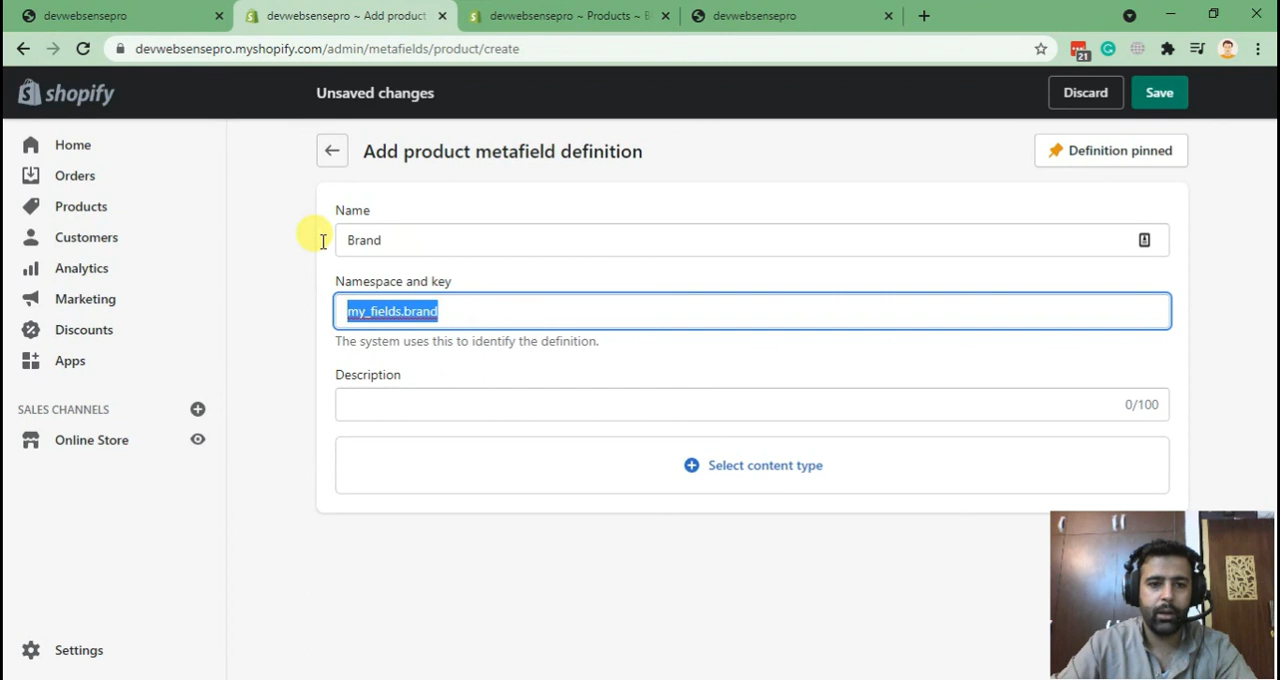 devwebsensepro
devwebsensepro ~ Add product
devwebsensepro ~ Products ~ B
devwebsensepro
devwebsensepro.myshopify.com/admin/metafields/product/create
21
shopify
Unsaved changes
Discard
Save
Home
Orders
Products
Customers
Analytics
Marketing
Discounts
Apps
SALES CHANNELS
Online Store
Settings
Add product metafield definition
Definition pinned
Name
Brand
Namespace and key
my_fields.brand
The system uses this to identify the definition.
Description
0/100
Select content type